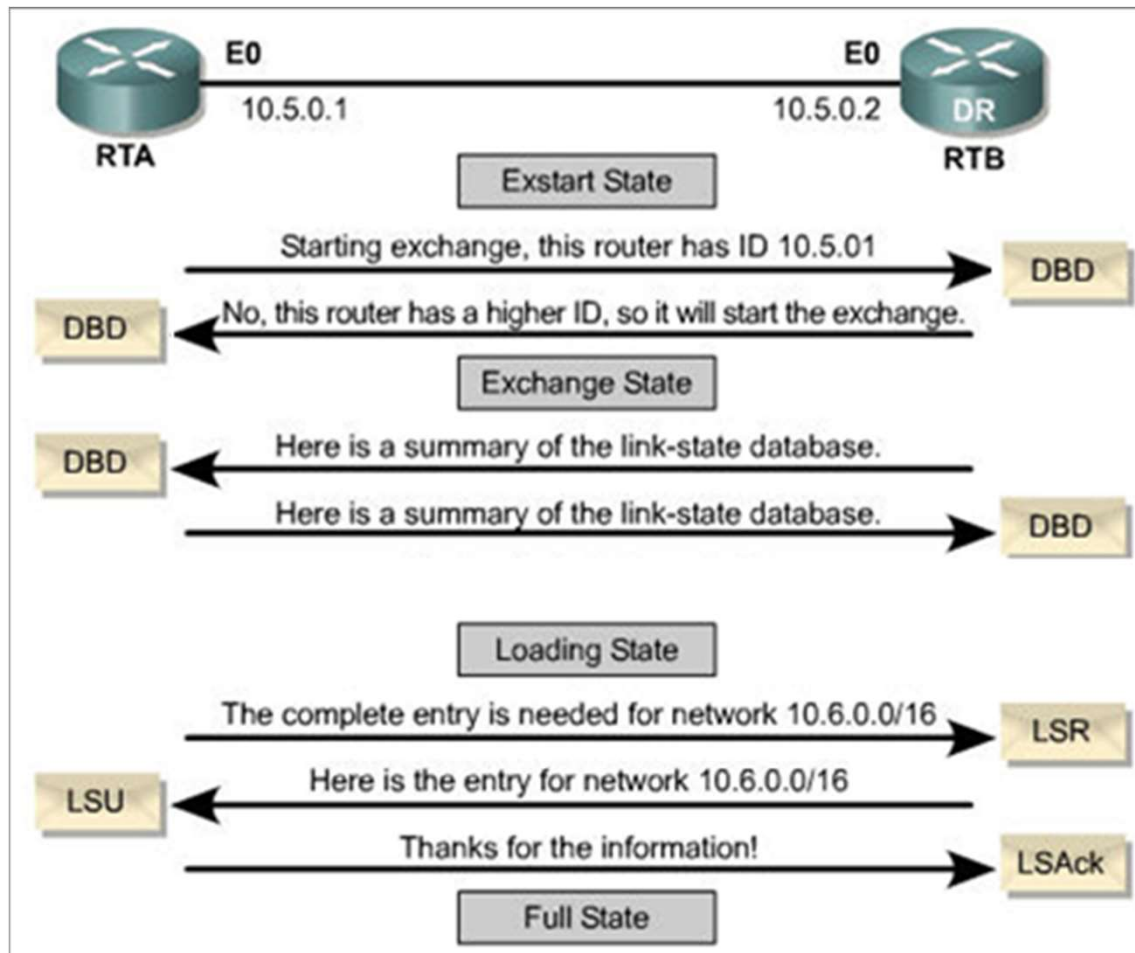 E0 E0
10.5.0.1 10.5.0.2 DR
RTA RTB
Exstart State
Starting exchange, this router has ID 10.5.01
DBD
No, this router has a higher ID, so it will start the exchange.
DBD
Exchange State
Here is a summary of the link-state database.
DBD
Here is a summary of the link-state database.
DBD
Loading State
The complete entry is needed for network 10.6.0.0/16
LSR
Here is the entry for network 10.6.0.0/16
LSU
Thanks for the information!
LSAck
Full State